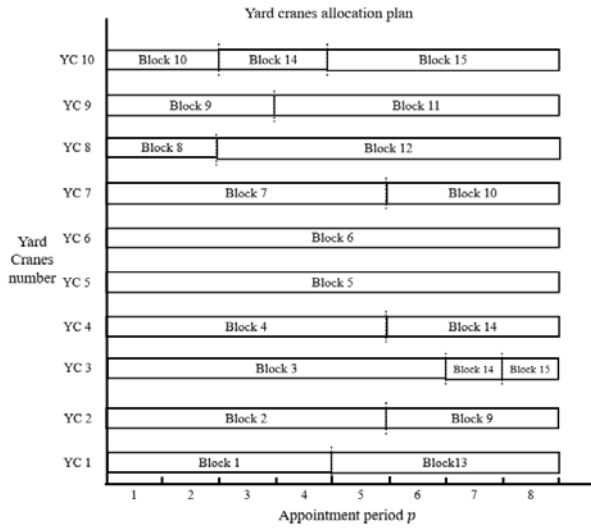 Yard cranes allocation plan
YC 10 Block 10 Block 14 Block 15
YC 9 Block 9 Block 11
YC 8 Block 8 Block 12
YC 7 Block 7 Block 10
YC 6 Block 6
YC 5 Block 5
YC 4 Block 4 Block 14
YC 3 Block 3 Block 14 Block 15
YC 2 Block 2 Block 9
YC 1 Block 1 Block13
Yard
Cranes
number
1 2 3 4 5 6 7 8
Appointment period p